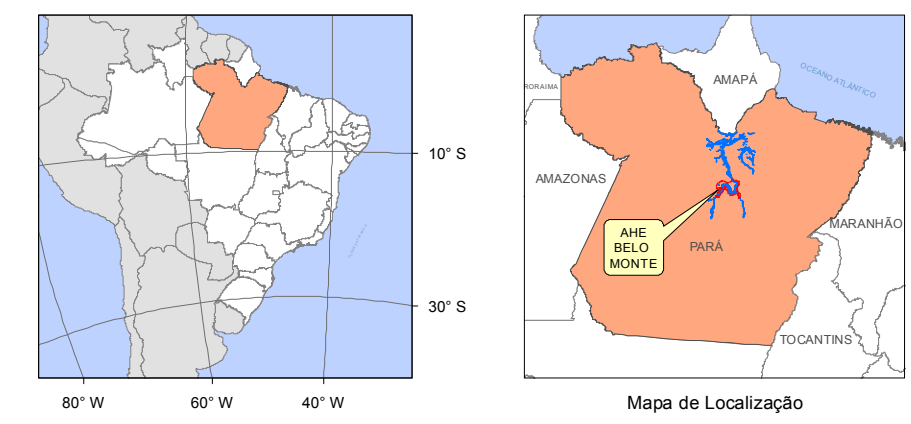 10° S
30° S
80° W
60° W
40° W
RORAIMA
AMAPÁ
OCEANO ATLÂNTICO
AMAZONAS
MARANHÃO
AHE
BELO
MONTE
PARÁ
TOCANTINS
Mapa de Localização